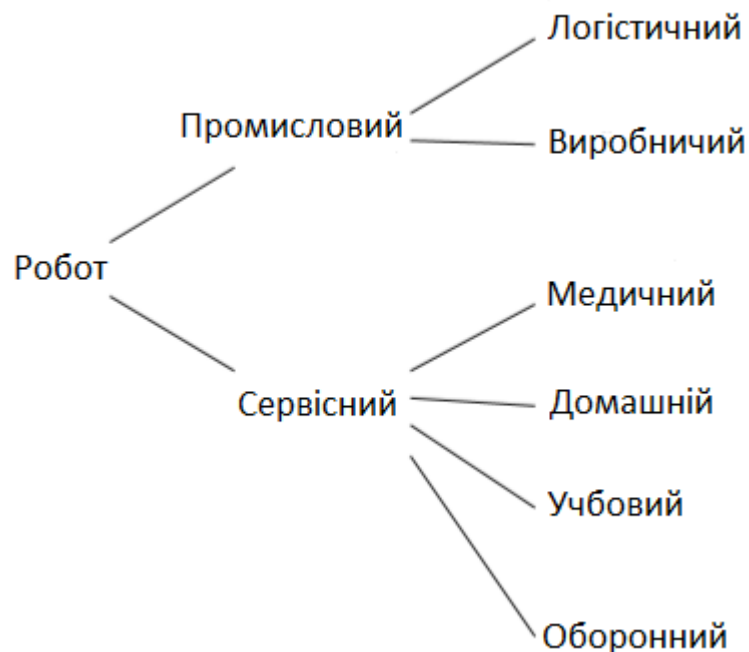 Логістичний
Промисловий
Виробничий
Робот
Медичний
Сервісний
Домашній
Учбовий
Оборонний